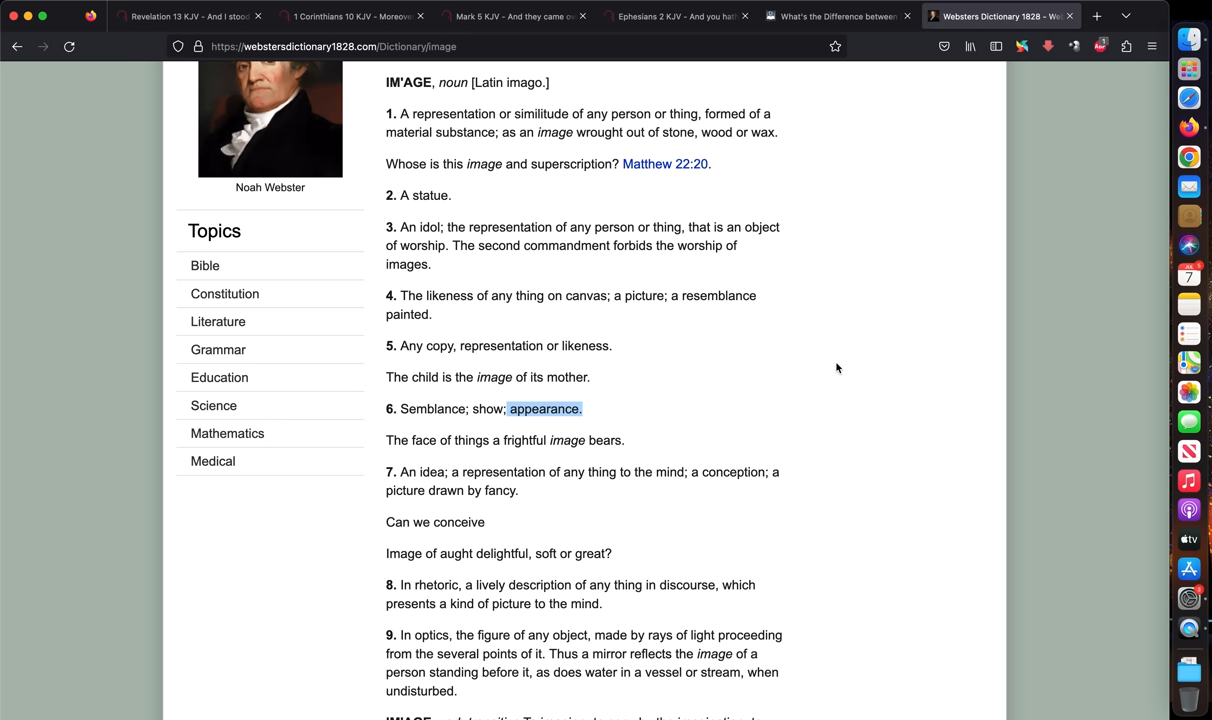 Revelation 13 KJV - And I stood
1 Corinthians 10 KJV - Moreover
Mark 5 KJV - And they came ov
Ephesians 2 KJV - And you hath
What's the Difference between
Websters Dictionary 1828 - We
https://webstersdictionary1828.com/Dictionary/image
Noah Webster
Topics
Bible
Constitution
Literature
Grammar
Education
Science
Mathematics
Medical
IM'AGE, noun [Latin imago.]
1. A representation or similitude of any person or thing, formed of a
material substance; as an image wrought out of stone, wood or wax.
Whose is this image and superscription? Matthew 22:20.
2. A statue.
3. An idol; the representation of any person or thing, that is an object
of worship. The second commandment forbids the worship of
images.
4. The likeness of any thing on canvas; a picture; a resemblance
painted.
5. Any copy, representation or likeness.
The child is the image of its mother.
6. Semblance; show; appearance.
The face of things a frightful image bears.
7. An idea; a representation of any thing to the mind; a conception; a
picture drawn by fancy.
Can we conceive
Image of aught delightful, soft or great?
8. In rhetoric, a lively description of any thing in discourse, which
presents a kind of picture to the mind.
9. In optics, the figure of any object, made by rays of light proceeding
from the several points of it. Thus a mirror reflects the image of a
person standing before it, as does water in a vessel or stream, when
undisturbed.
7
tv